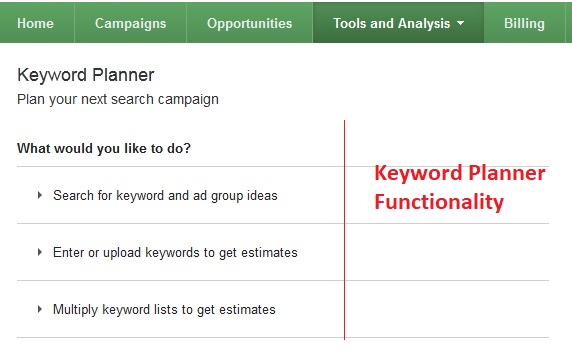 Home Campaigns Opportunities Tools and Analysis Billing
Keyword Planner
Plan your next search campaign
What would you like to do?
Keyword Planner
Functionality
Search for keyword and ad group ideas
Enter or upload keywords to get estimates
Multiply keyword lists to get estimates